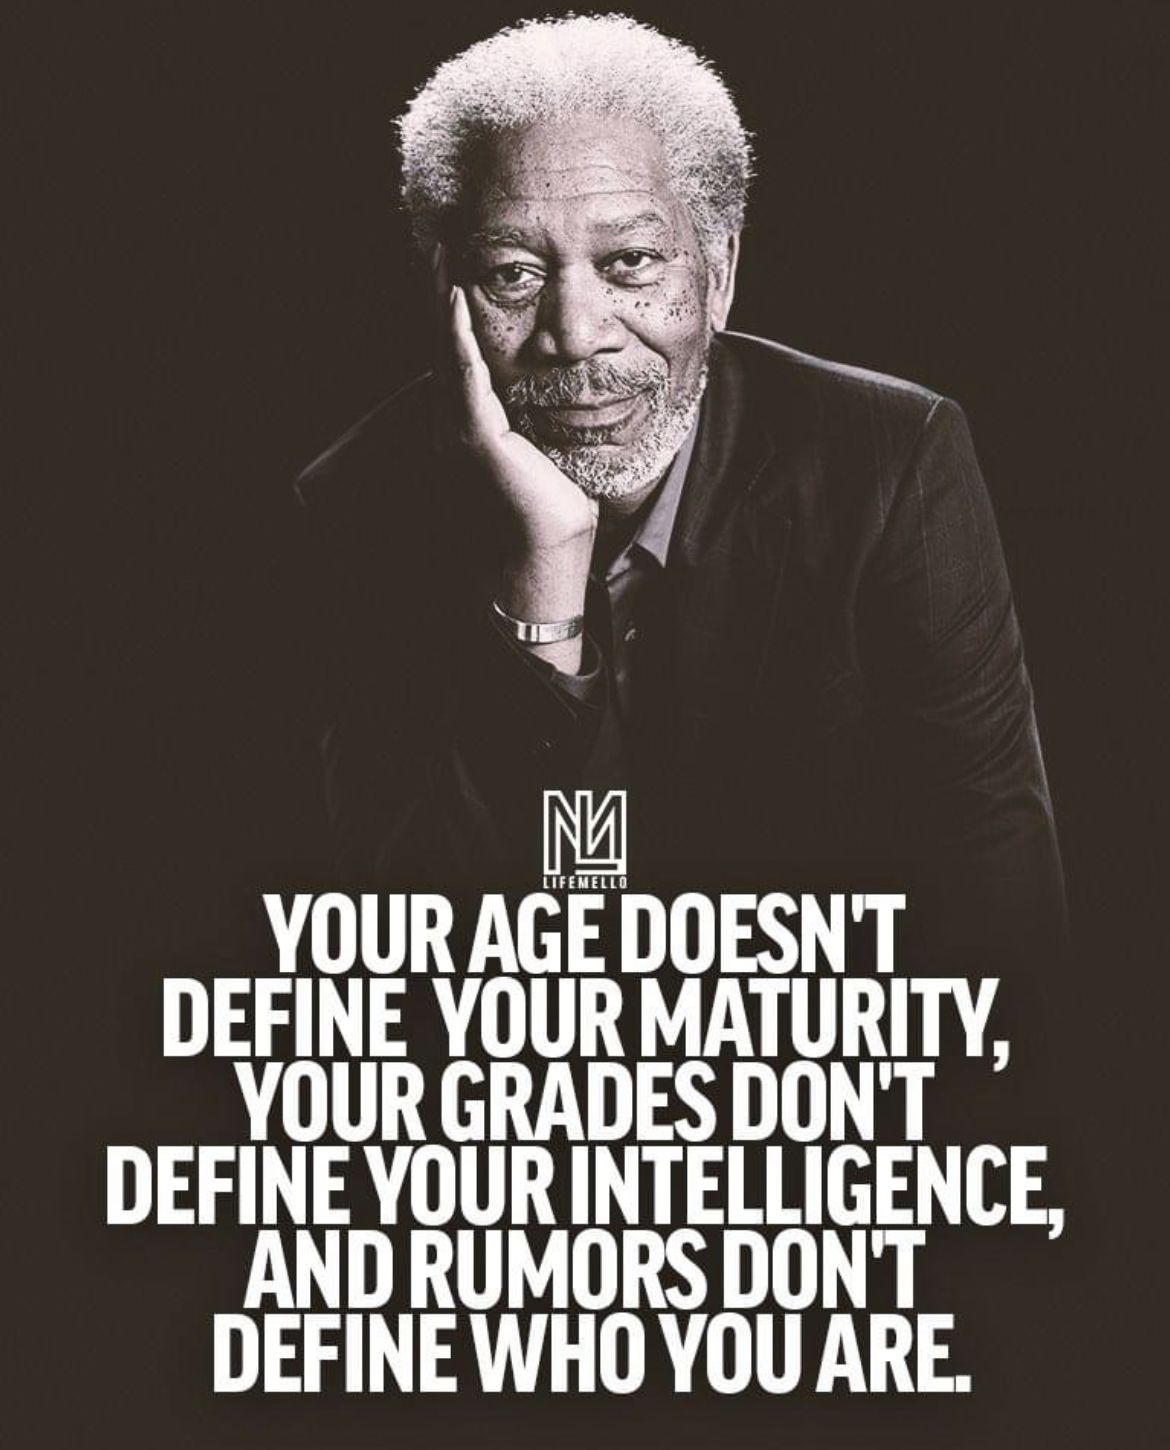 LIFEMELLO
YOUR AGE DOESN'T
DEFINE YOUR MATURITY,
YOUR GRADES DON'T
DEFINE YOUR INTELLIGENCE,
AND RUMORS DON'T
DEFINE WHO YOU ARE.